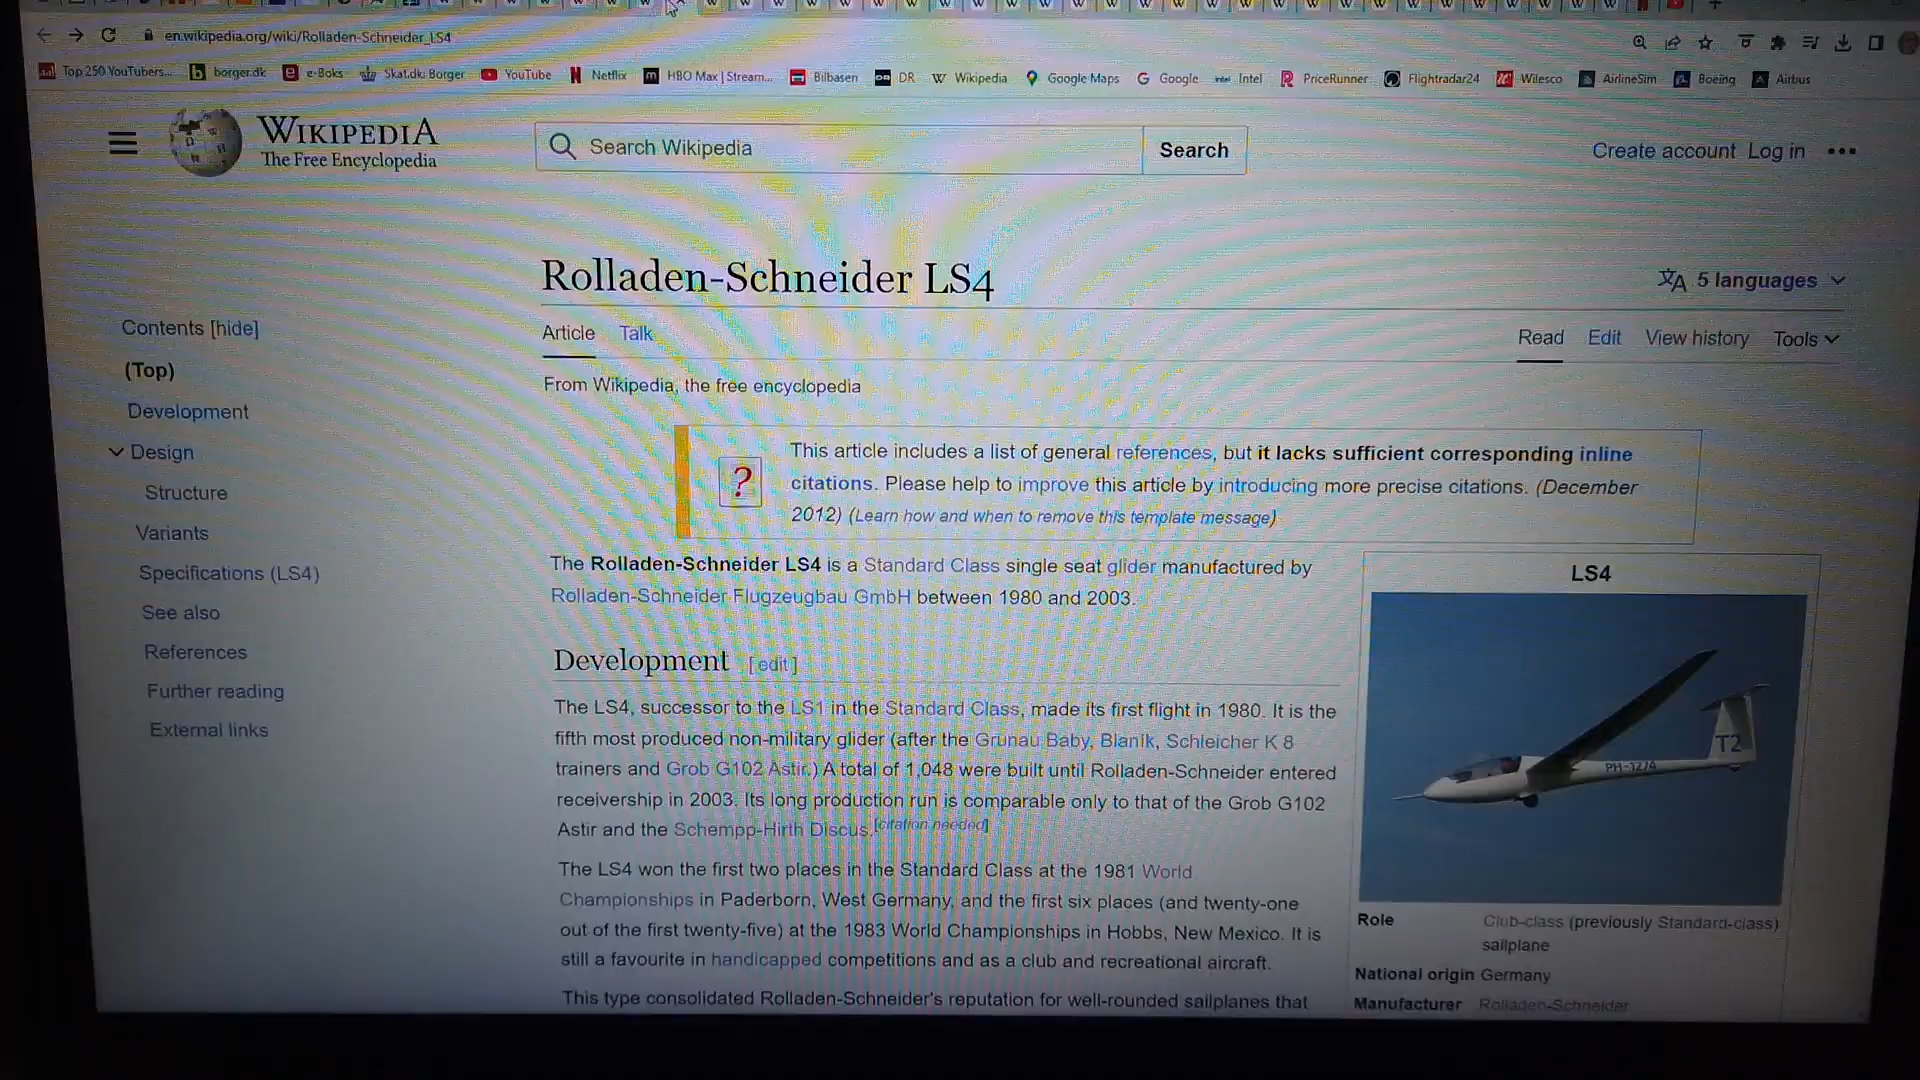 en.wikipedia.org/wiki/Rolladen-Schneider_LS4
Top 250 YouTubers... borger.dk e-Boks Skat.dk: Borger YouTube Netflix HBO Max | Stream... Bilbasen DR Wikipedia Google Maps Google Intel PriceRunner Flightradar24 Wilesco AirlineSim Boeing Airbus
WIKIPEDIA
The Free Encyclopedia
Search Wikipedia
Search
Create account Log in
Rolladen-Schneider LS4
5 languages
Contents [hide]
(Top)
Development
Design
Structure
Variants
Specifications (LS4)
See also
References
Further reading
External links
Article Talk
Read Edit View history Tools
From Wikipedia, the free encyclopedia
?
This article includes a list of general references, but it lacks sufficient corresponding inline
citations. Please help to improve this article by introducing more precise citations. (December
2012) (Learn how and when to remove this template message)
The Rolladen-Schneider LS4 is a Standard Class single seat glider manufactured by
Rolladen-Schneider Flugzeugbau GmbH between 1980 and 2003.
Development [edit]
The LS4, successor to the LS1 in the Standard Class, made its first flight in 1980. It is the
fifth most produced non-military glider (after the Grunau Baby, Blaník, Schleicher K 8
trainers and Grob G102 Astir.) A total of 1,048 were built until Rolladen-Schneider entered
receivership in 2003. Its long production run is comparable only to that of the Grob G102
Astir and the Schempp-Hirth Discus.[citation needed]
The LS4 won the first two places in the Standard Class at the 1981 World
Championships in Paderborn, West Germany, and the first six places (and twenty-one
out of the first twenty-five) at the 1983 World Championships in Hobbs, New Mexico. It is
still a favourite in handicapped competitions and as a club and recreational aircraft.
This type consolidated Rolladen-Schneider's reputation for well-rounded sailplanes that
LS4
T2
PH-1274
Role Club-class (previously Standard-class)
sailplane
National origin Germany
Manufacturer Rolladen-Schneider